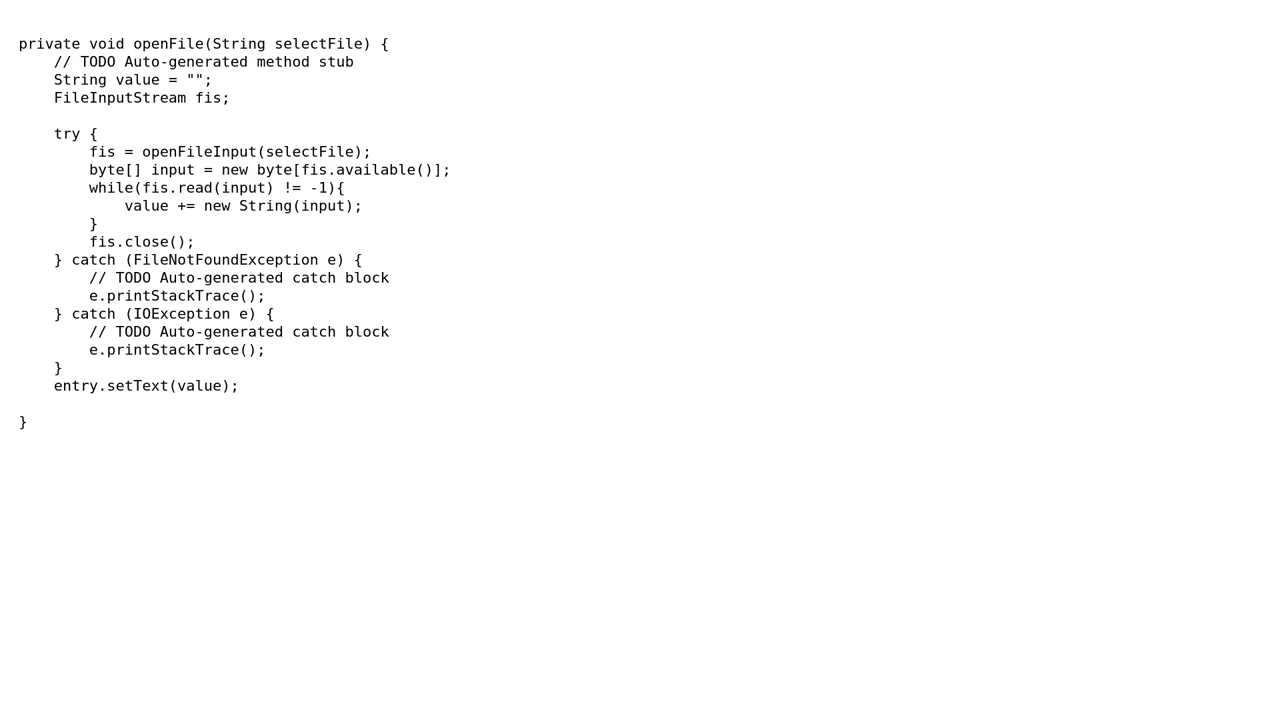 private void openFile(String selectFile) {
    // TODO Auto-generated method stub
    String value = "";
    FileInputStream fis;

    try {
        fis = openFileInput(selectFile);
        byte[] input = new byte[fis.available()];
        while(fis.read(input) != -1){
            value += new String(input);
        }
        fis.close();
    } catch (FileNotFoundException e) {
        // TODO Auto-generated catch block
        e.printStackTrace();
    } catch (IOException e) {
        // TODO Auto-generated catch block
        e.printStackTrace();
    }
    entry.setText(value);

}